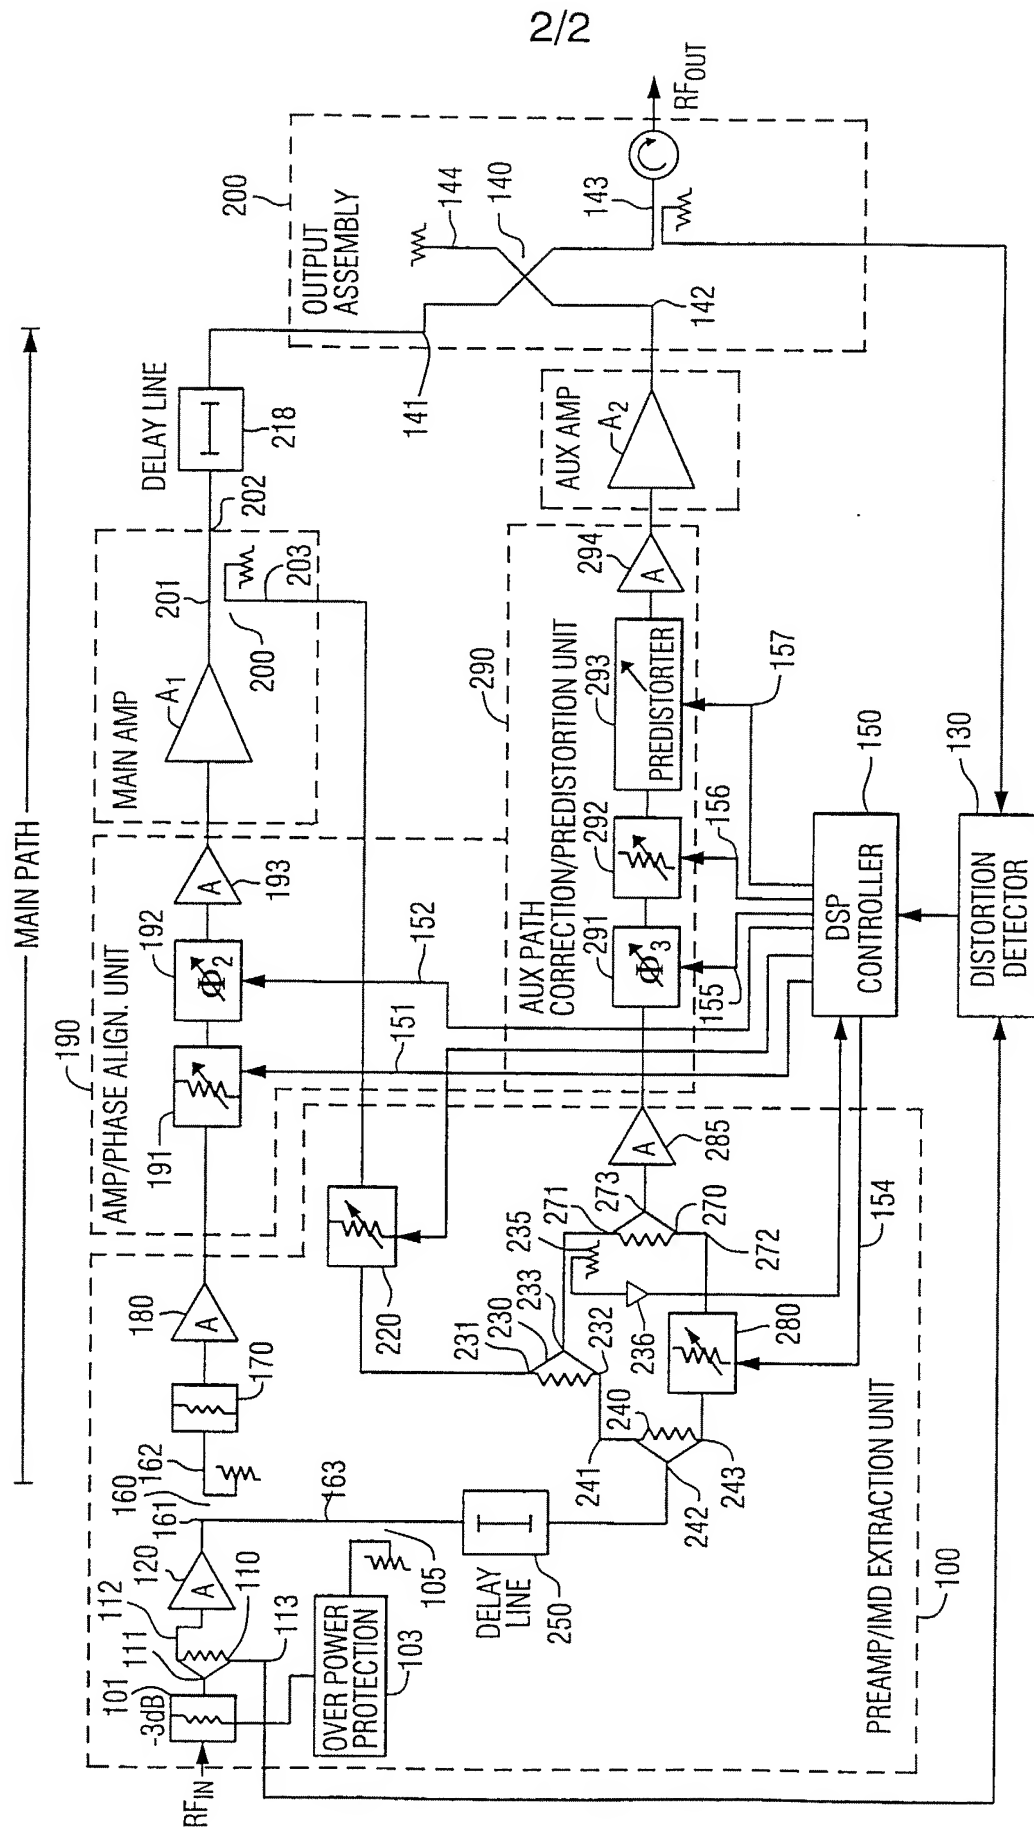 2/2
MAIN PATH
200
OUTPUT
ASSEMBLY
144
140
143
RFOUT
142
141
DELAY LINE
218
202
MAIN AMP
A1
201
203
200
AUX AMP
A2
190
AMP/PHASE ALIGN. UNIT
191
192
Φ2
A
193
151
152
290
AUX PATH
CORRECTION/PREDISTORTION UNIT
291
Φ3
292
293
PREDISTORTER
294
A
155
156
157
DSP
CONTROLLER
150
DISTORTION
DETECTOR
130
154
RFIN
-3dB
101
111
112
110
113
120
A
161
160
162
163
170
180
A
OVER POWER
PROTECTION
103
105
DELAY
LINE
250
220
231
230
233
232
235
236
241
240
242
243
271
273
270
272
280
A
285
PREAMP/IMD EXTRACTION UNIT
100